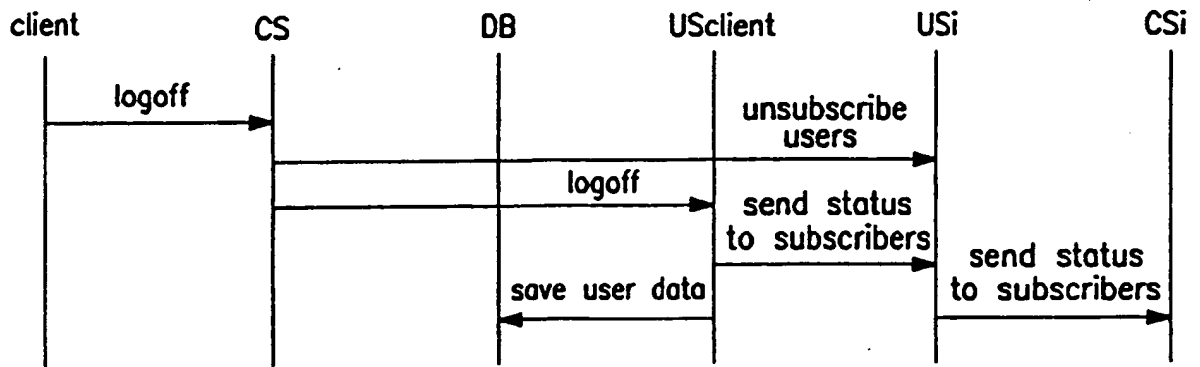 client CS DB USclient USi CSi
logoff
unsubscribe
users
logoff
send status
to subscribers
send status
to subscribers
save user data